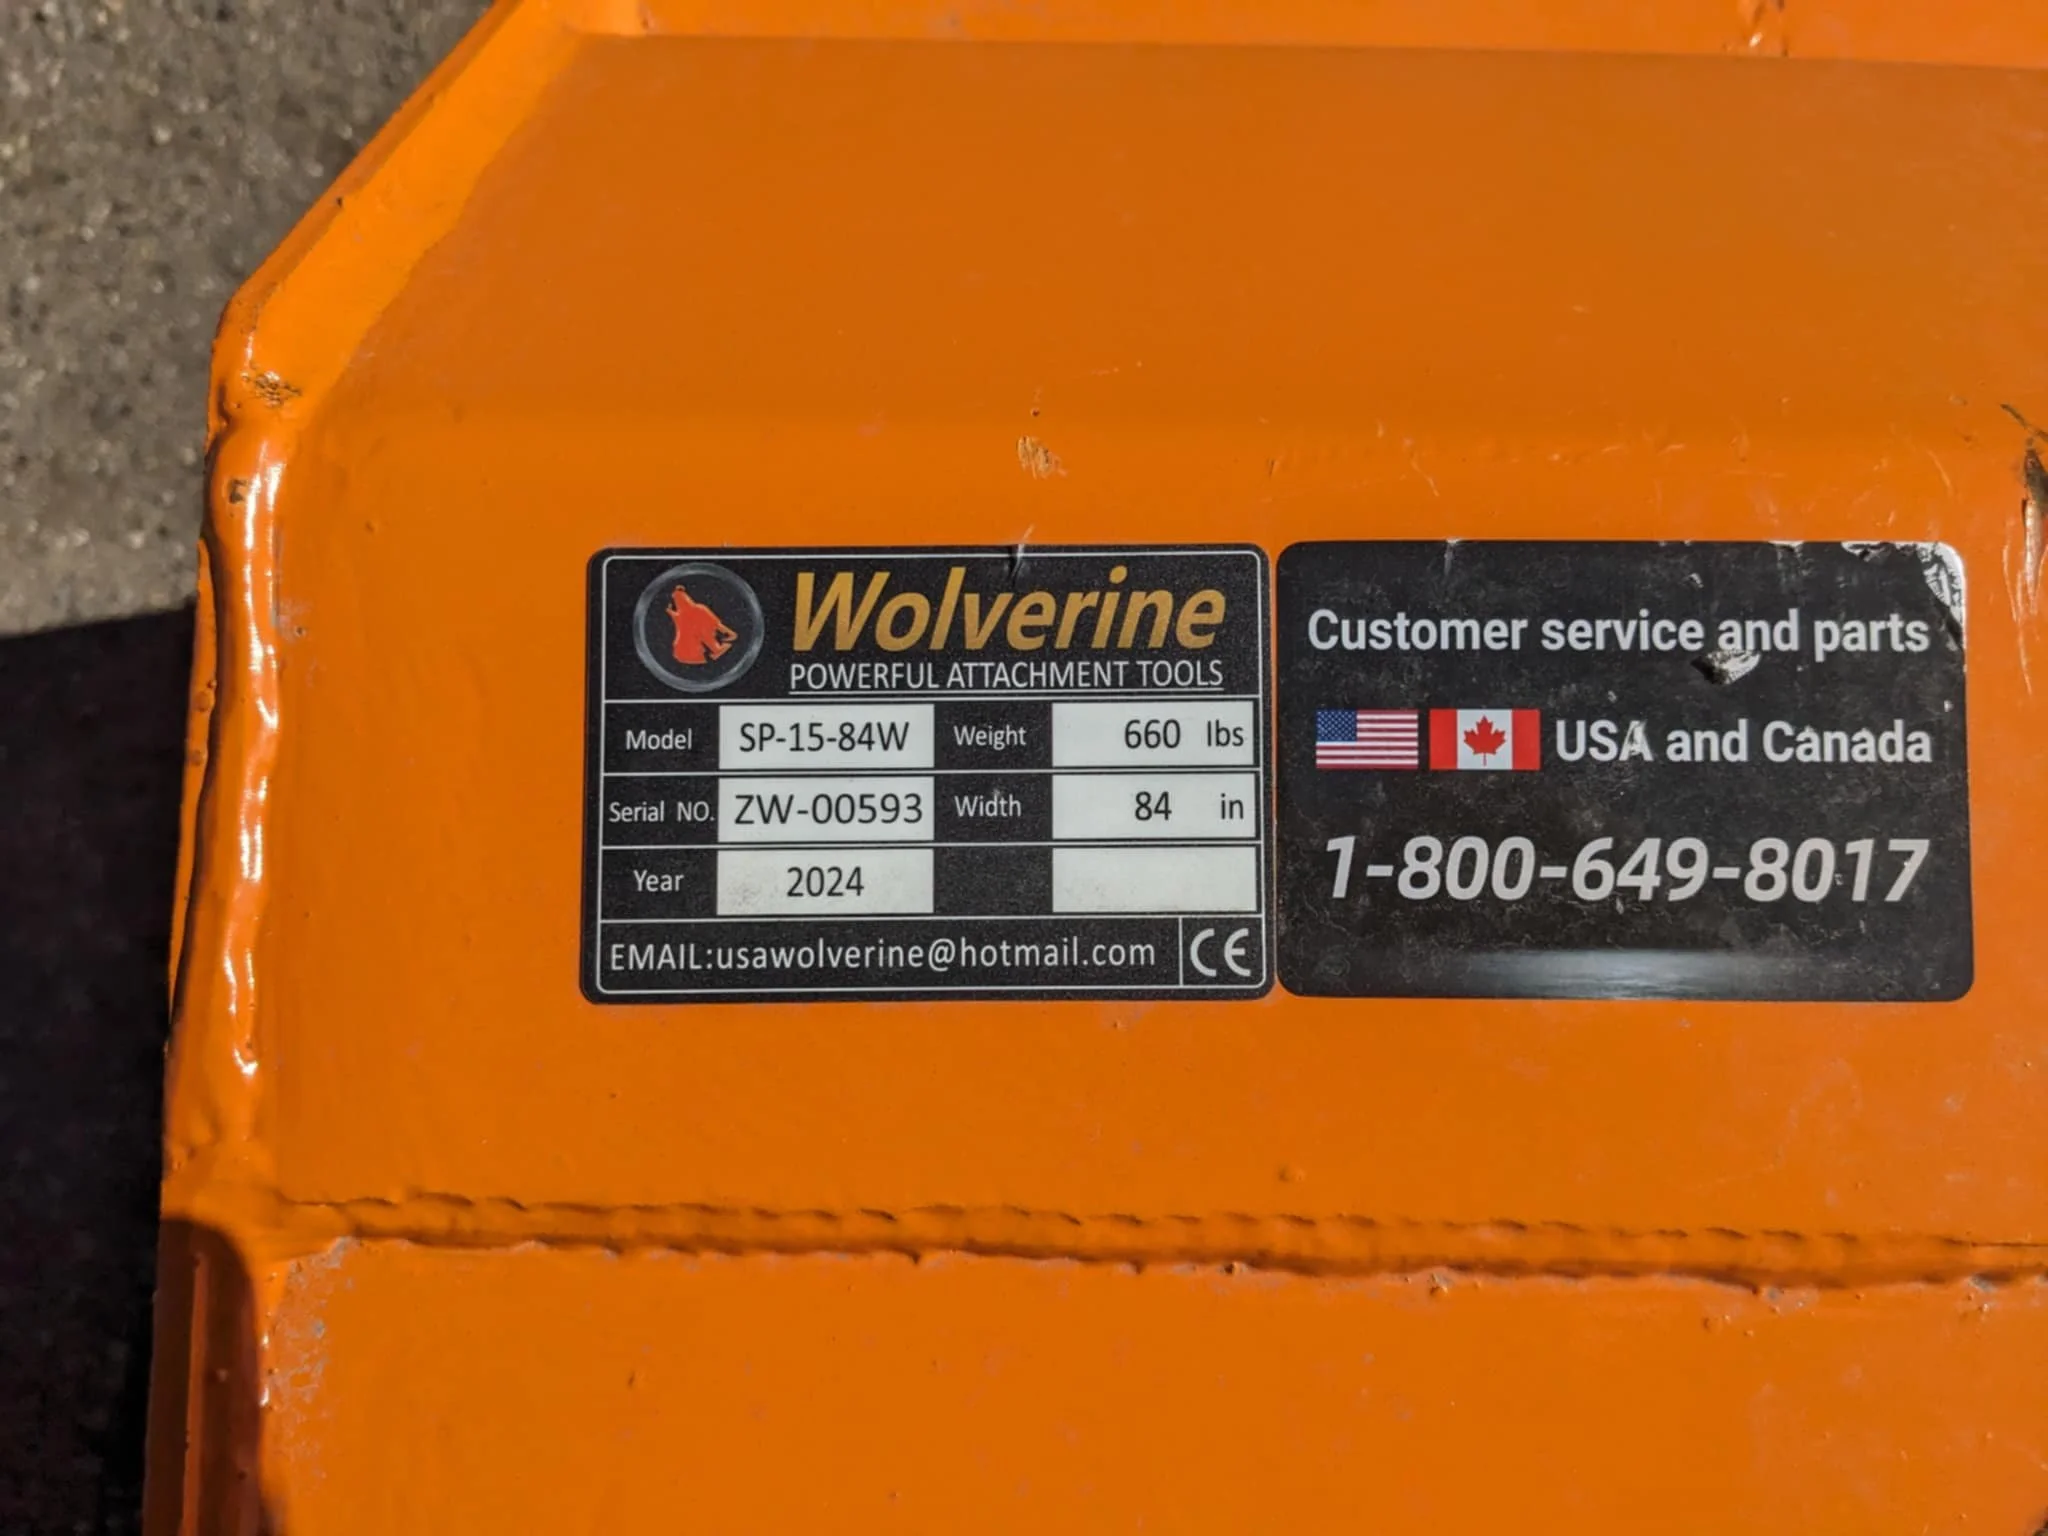 Wolverine
POWERFUL ATTACHMENT TOOLS
Model SP-15-84W Weight 660 lbs
Serial NO. ZW-00593 Width 84 in
Year 2024
EMAIL:usawolverine@hotmail.com CE
Customer service and parts
USA and Canada
1-800-649-8017